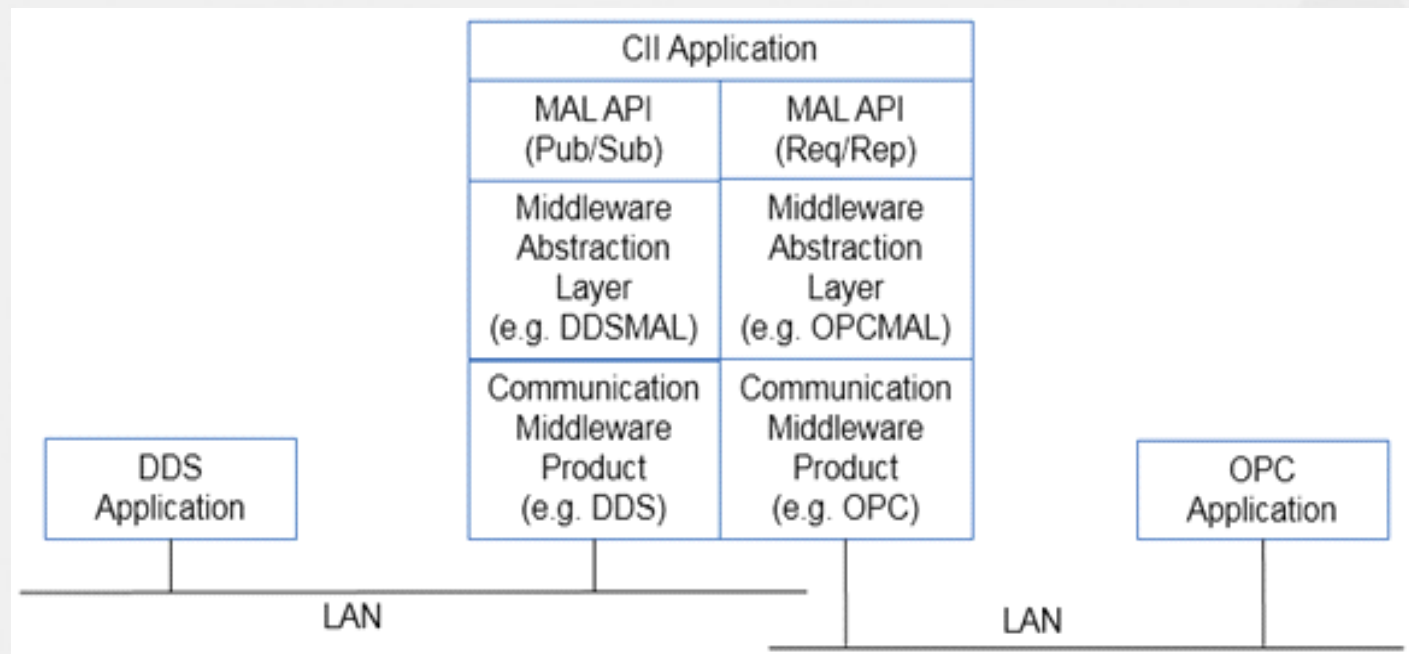 CII Application
MAL API
(Pub/Sub)
MAL API
(Req/Rep)
Middleware
Abstraction
Layer
(e.g. DDSMAL)
Middleware
Abstraction
Layer
(e.g. OPCMAL)
Communication
Middleware
Product
(e.g. DDS)
Communication
Middleware
Product
(e.g. OPC)
DDS
Application
OPC
Application
LAN
LAN